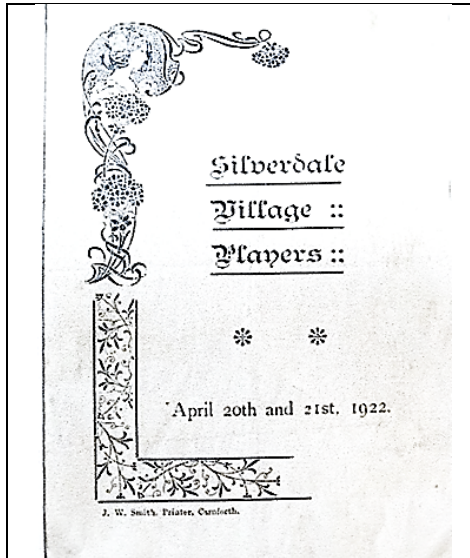 Silverdale
Village ::
Players ::
April 20th and 21st, 1922.
J. W. Smith, Printer, Carnforth.